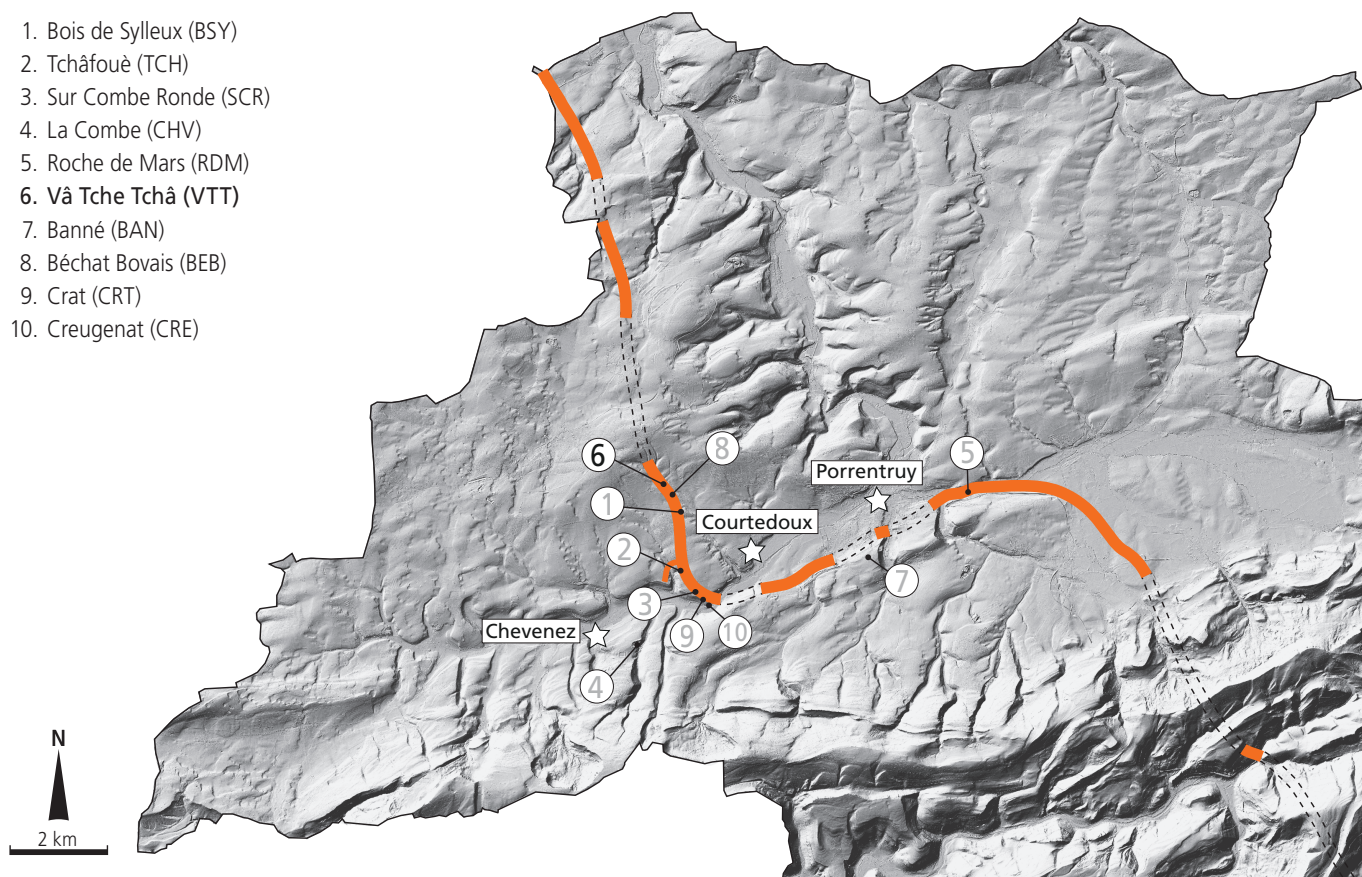 1. Bois de Sylleux (BSY)
2. Tchâfouè (TCH)
3. Sur Combe Ronde (SCR)
4. La Combe (CHV)
5. Roche de Mars (RDM)
6. Vâ Tche Tchâ (VTT)
7. Banné (BAN)
8. Béchat Bovais (BEB)
9. Crat (CRT)
10. Creugenat (CRE)
6
8
5
Porrentruy
1
Courtedoux
2
7
3
Chevenez
9
10
4
N
2 km